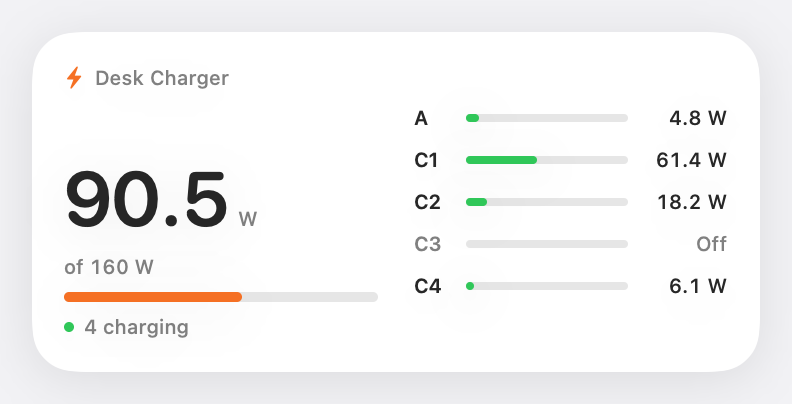 Desk Charger
90.5 W
of 160 W
4 charging
A 4.8 W
C1 61.4 W
C2 18.2 W
C3 Off
C4 6.1 W